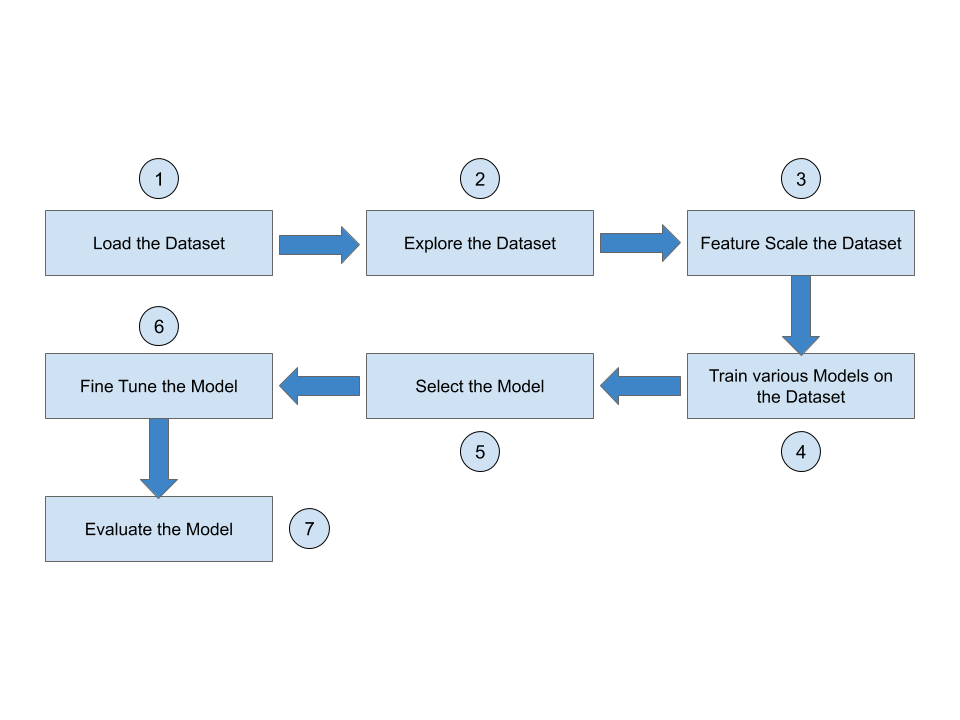 1
Load the Dataset
2
Explore the Dataset
3
Feature Scale the Dataset
4
Train various Models on
the Dataset
5
Select the Model
6
Fine Tune the Model
7
Evaluate the Model